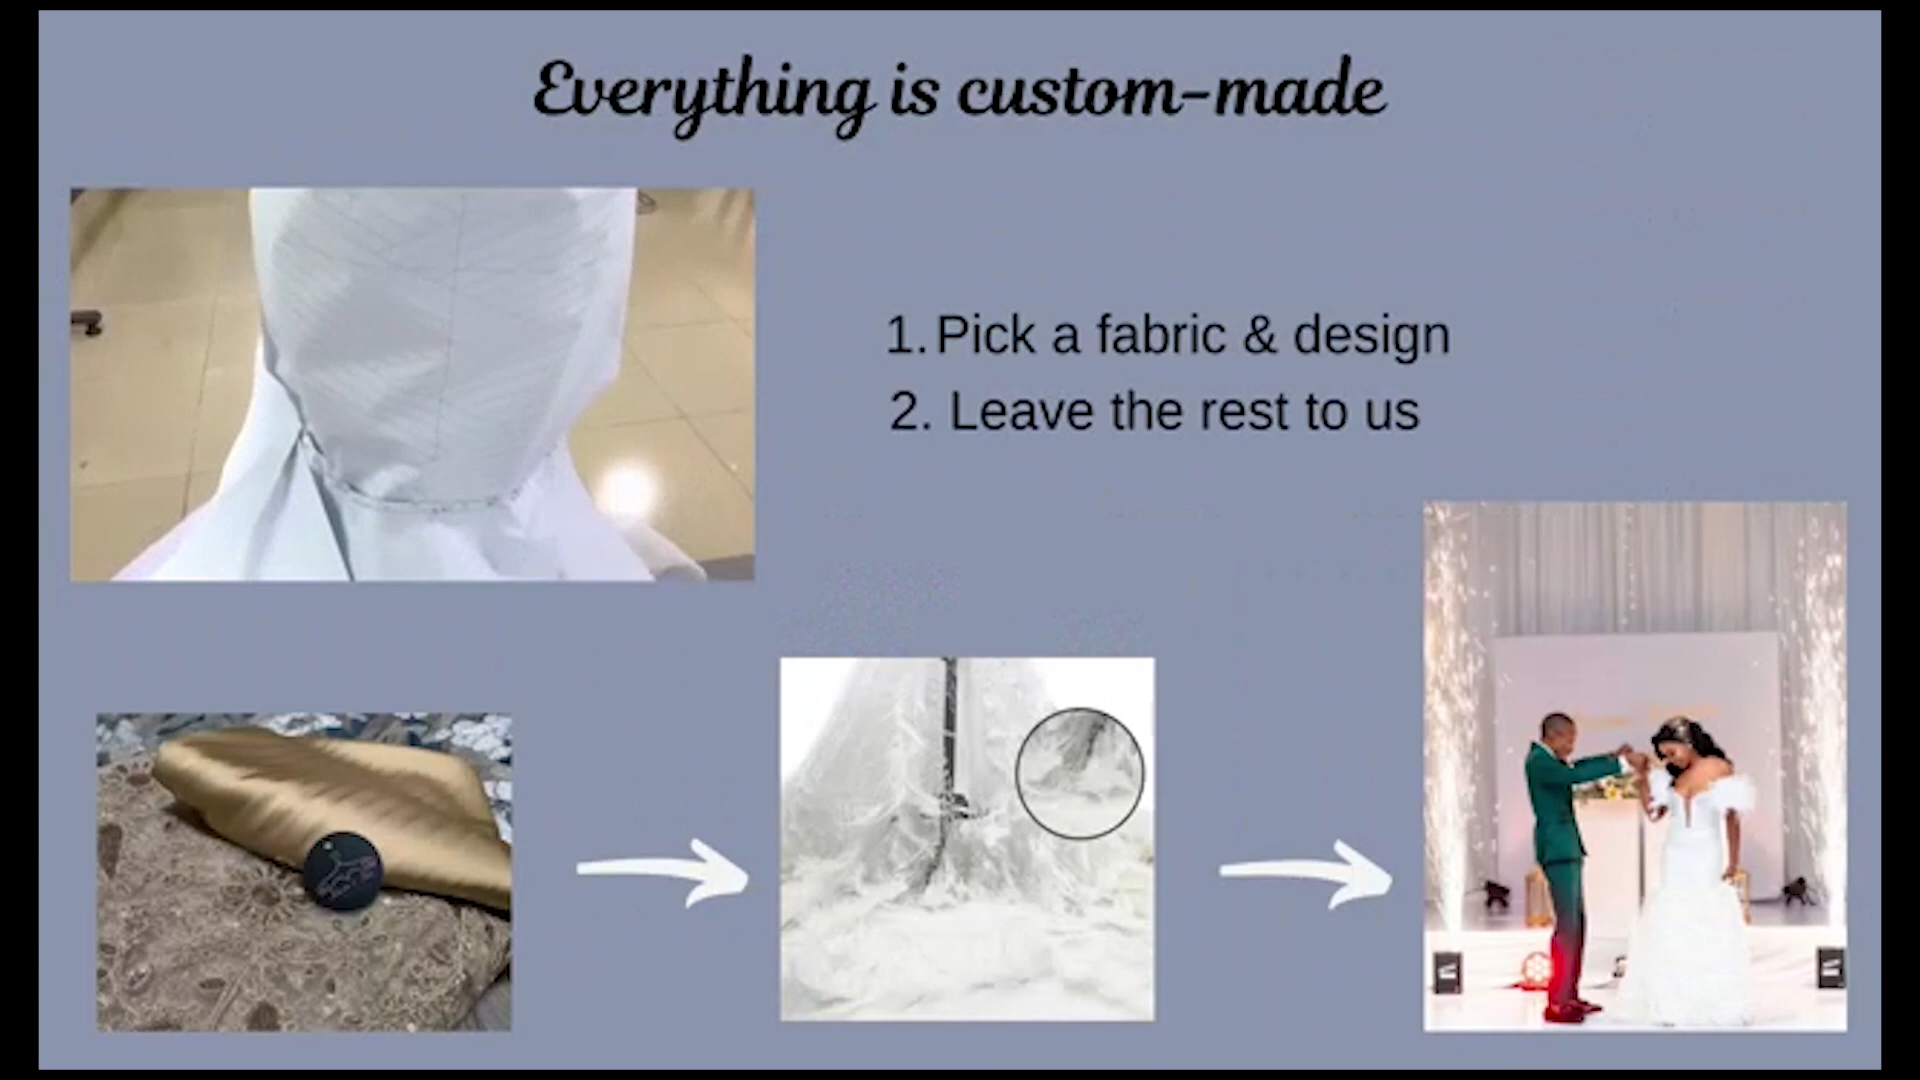 Everything is custom-made
1. Pick a fabric & design
2. Leave the rest to us